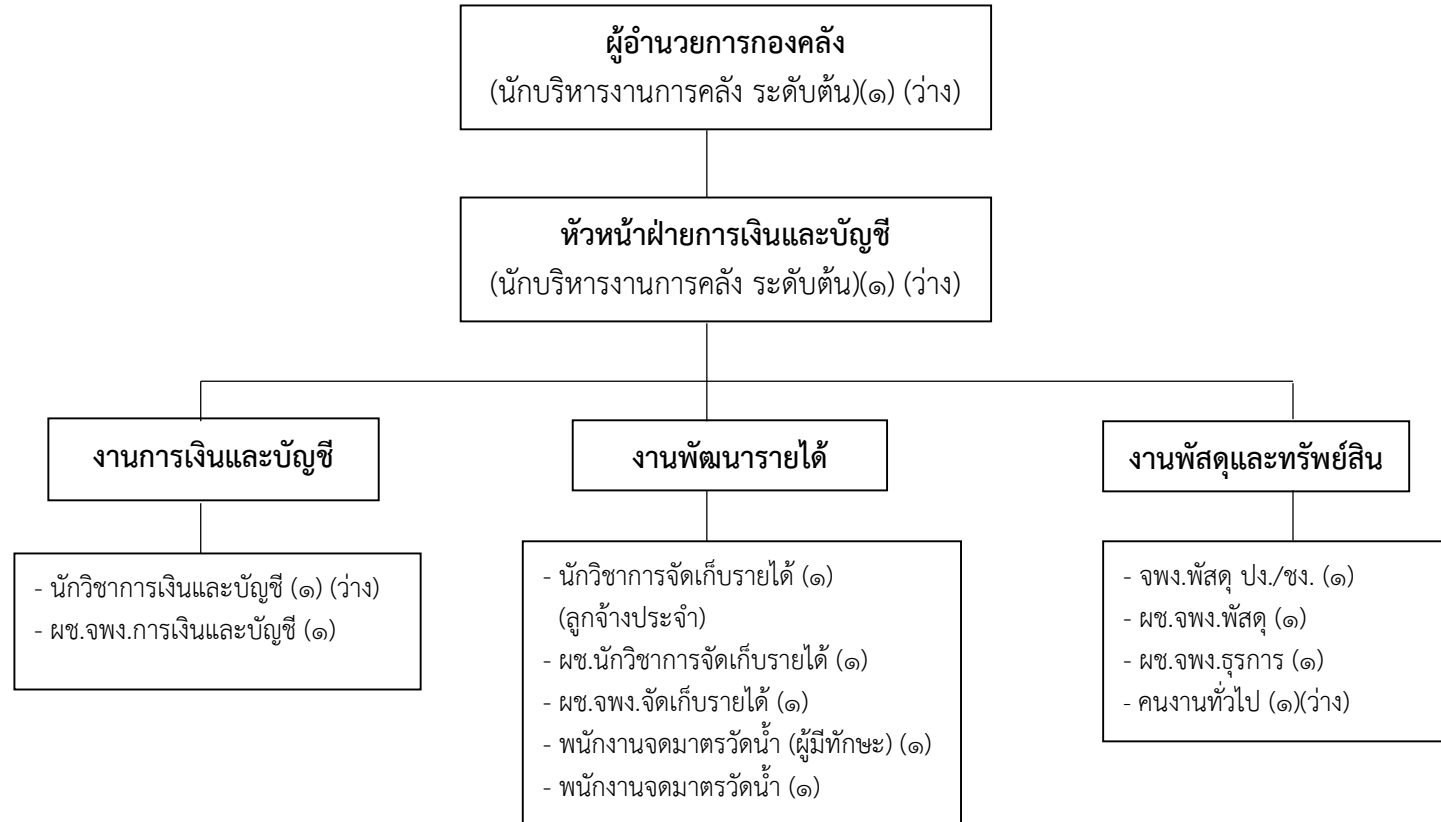 ผู้อำนวยการกองคลัง
(นักบริหารงานการคลัง ระดับต้น)(๑) (ว่าง)
หัวหน้าฝ่ายการเงินและบัญชี
(นักบริหารงานการคลัง ระดับต้น)(๑) (ว่าง)
งานการเงินและบัญชี
- นักวิชาการเงินและบัญชี (๑) (ว่าง)
- ผช.จพง.การเงินและบัญชี (๑)
งานพัฒนารายได้
- นักวิชาการจัดเก็บรายได้ (๑)
(ลูกจ้างประจำ)
- ผช.นักวิชาการจัดเก็บรายได้ (๑)
- ผช.จพง.จัดเก็บรายได้ (๑)
- พนักงานจดมาตรวัดน้ำ (ผู้มีทักษะ) (๑)
- พนักงานจดมาตรวัดน้ำ (๑)
งานพัสดุและทรัพย์สิน
- จพง.พัสดุ ปง./ชง. (๑)
- ผช.จพง.พัสดุ (๑)
- ผช.จพง.ธุรการ (๑)
- คนงานทั่วไป (๑)(ว่าง)